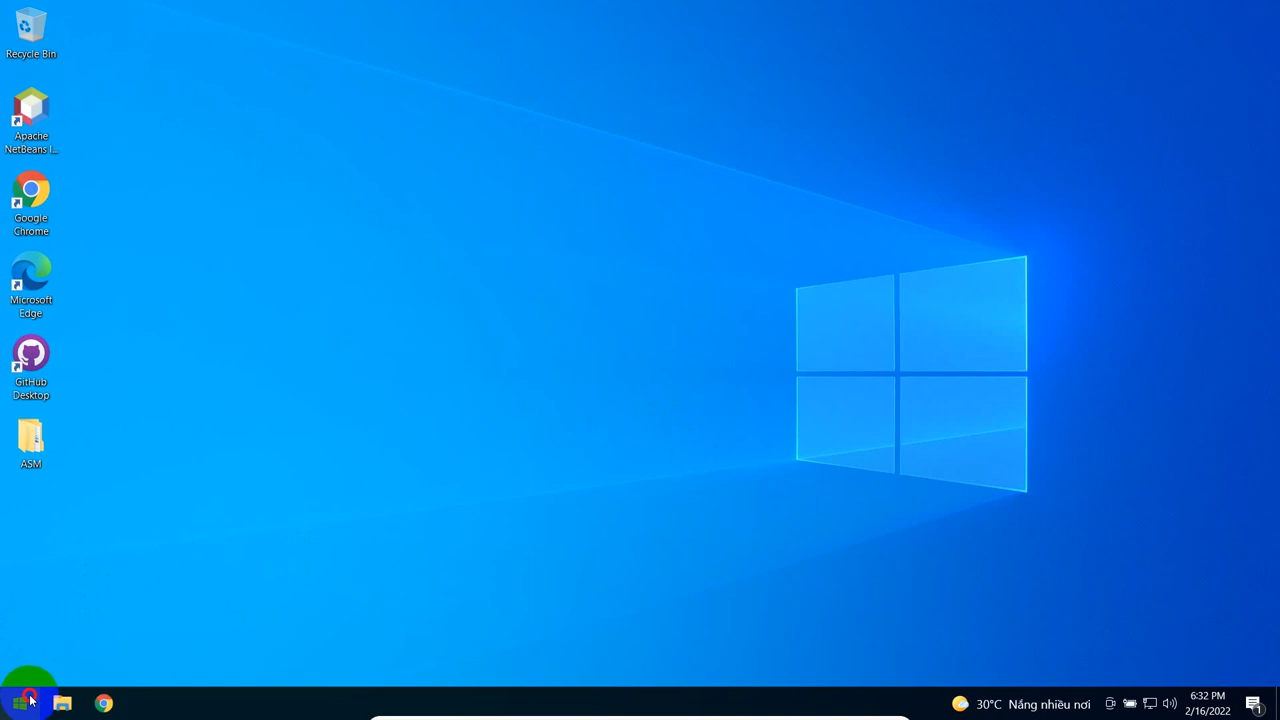 Recycle Bin
Apache
NetBeans I...
Google
Chrome
Microsoft
Edge
GitHub
Desktop
ASM
30°C Nắng nhiều nơi
6:32 PM
2/16/2022
1